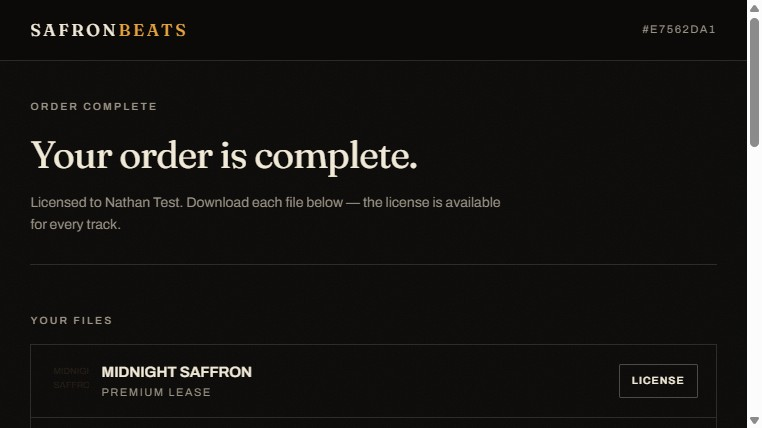 SAFRONBEATS
#E7562DA1
ORDER COMPLETE
Your order is complete.
Licensed to Nathan Test. Download each file below — the license is available
for every track.
YOUR FILES
MIDNIGHT SAFFRON
PREMIUM LEASE
LICENSE